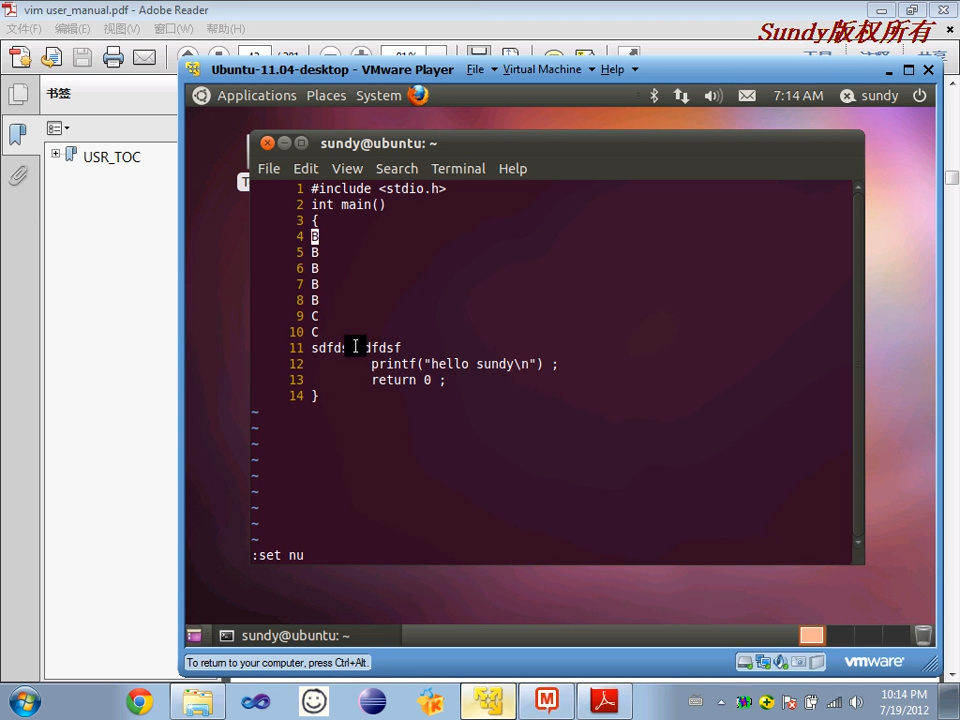 vim user_manual.pdf - Adobe Reader
文件(F) 编辑(E) 视图(V) 窗口(W) 帮助(H)
Sundy版权所有
书签
USR_TOC
Ubuntu-11.04-desktop - VMware Player File Virtual Machine Help
Applications Places System 7:14 AM sundy
sundy@ubuntu: ~
File Edit View Search Terminal Help
1 #include <stdio.h>
2 int main()
3 {
4 B
5 B
6 B
7 B
8 B
9 C
10 C
11 sdfds dfdsf
12 printf("hello sundy\n") ;
13 return 0 ;
14 }
~
~
~
~
~
~
~
~
~
:set nu
sundy@ubuntu: ~
To return to your computer, press Ctrl+Alt.
vmware
10:14 PM
7/19/2012